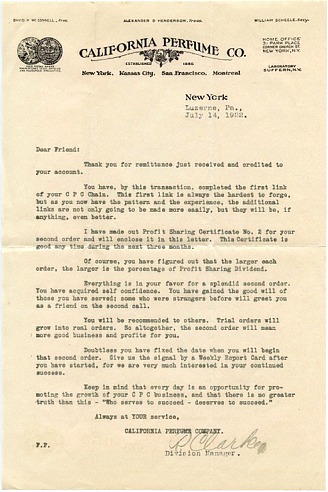 DAVID H. McCONNELL, Pres.
ALEXANDER D. HENDERSON, Treas.
WILLIAM SCHEELE, Secy.
CALIFORNIA PERFUME CO.
ESTABLISHED 1886
New York, Kansas City, San Francisco, Montreal
HOME OFFICE
31 PARK PLACE,
CORNER CHURCH ST.
NEW YORK, N.Y.
LABORATORY
SUFFERN, N.Y.
New York
Luzerne, Pa.,
July 14, 1922.
Dear Friend:
Thank you for remittance just received and credited to
your account.
You have, by this transaction, completed the first link
of your C P C Chain. This first link is always the hardest to forge,
but as you now have the pattern and the experience, the additional
links are not only going to be made more easily, but they will be, if
anything, even better.
I have made out Profit Sharing Certificate No. 2 for your
second order and will enclose it in this letter. This Certificate is
good any time during the next three months.
Of course, you have figured out that the larger each
order, the larger is the percentage of Profit Sharing Dividend.
Everything is in your favor for a splendid second order.
You have acquired self confidence. You have gained the good will of
those you have served; some who were strangers before will greet you
as a friend on the second call.
You will be recommended to others. Trial orders will
grow into real orders. So altogether, the second order will mean
more good business and profits for you.
Doubtless you have fixed the date when you will begin
that second order. Give us the signal by a Weekly Report Card after
you have started, for we are very much interested in your continued
success.
Keep in mind that every day is an opportunity for pro-
moting the growth of your C P C business, and that there is no greater
truth than this - "Who serves to succeed - deserves to succeed."
Always at YOUR service,
CALIFORNIA PERFUME COMPANY.
P Clarke
F.P.
Division Manager.